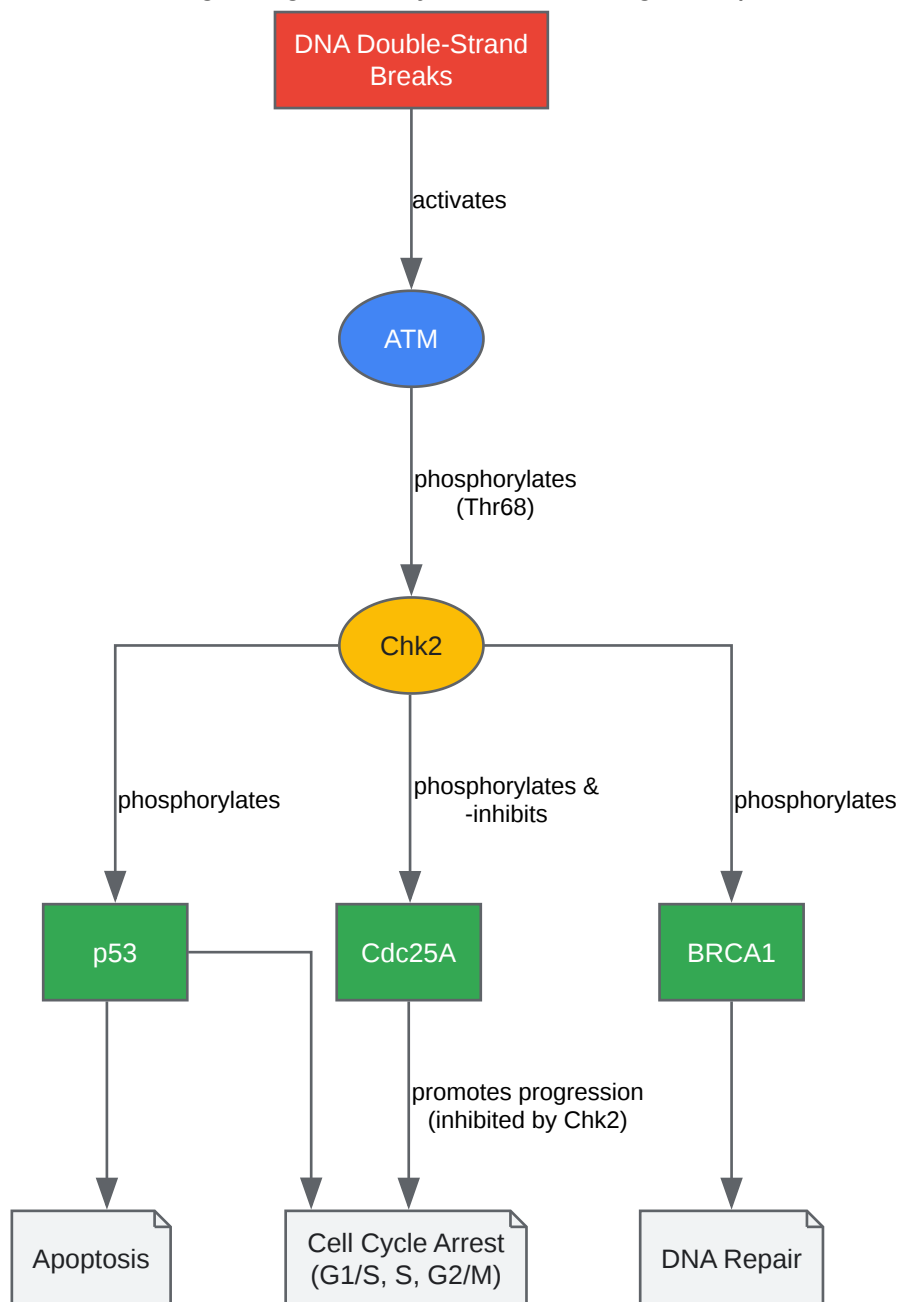 DNA Double-Strand
Breaks
activates
ATM
phosphorylates
(Thr68)
Chk2
phosphorylates
phosphorylates &
-inhibits
phosphorylates
p53
Cdc25A
BRCA1
promotes progression
(inhibited by Chk2)
Apoptosis
Cell Cycle Arrest
(G1/S, S, G2/M)
DNA Repair